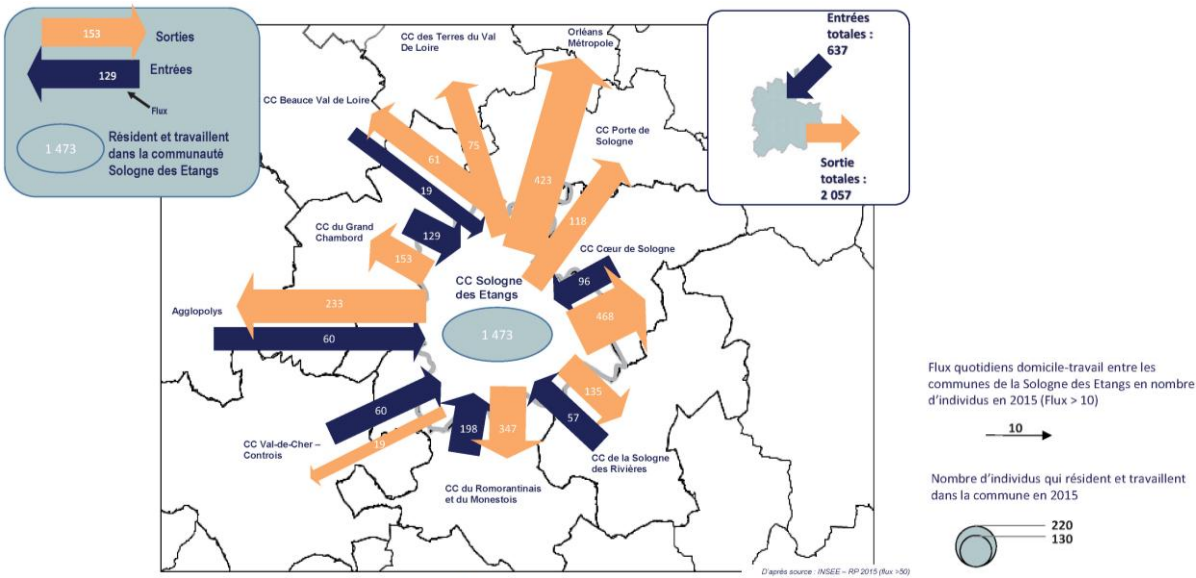 153
Sorties
129
Entrées
Flux
1 473
Résident et travaillent
dans la communauté
Sologne des Etangs
CC des Terres du Val
De Loire
Orléans
Métropole
CC Beauce Val de Loire
CC Porte de
Sologne
61
75
423
19
118
CC du Grand
Chambord
129
153
CC Cœur de Sologne
96
CC Sologne
des Etangs
1 473
468
Agglopolys
233
60
135
57
60
19
198
347
CC Val-de-Cher –
Controis
CC du Romorantinais
et du Monestois
CC de la Sologne
des Rivières
Entrées
totales :
637
Sortie
totales :
2 057
Flux quotidiens domicile-travail entre les
communes de la Sologne des Etangs en nombre
d'individus en 2015 (Flux > 10)
10
Nombre d'individus qui résident et travaillent
dans la commune en 2015
220
130
D'après source : INSEE – RP 2015 (flux >50)